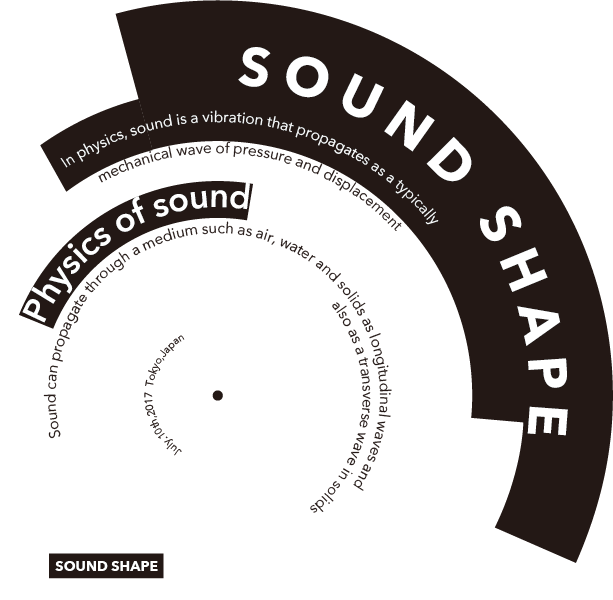 SOUND SHAPE
In physics, sound is a vibration that propagates as a typically
mechanical wave of pressure and displacement
Physics of sound
Sound can propagate through a medium such as air, water and solids as longitudinal waves and
also as a transverse wave in solids
July.10th,2017 Tokyo,Japan
SOUND SHAPE